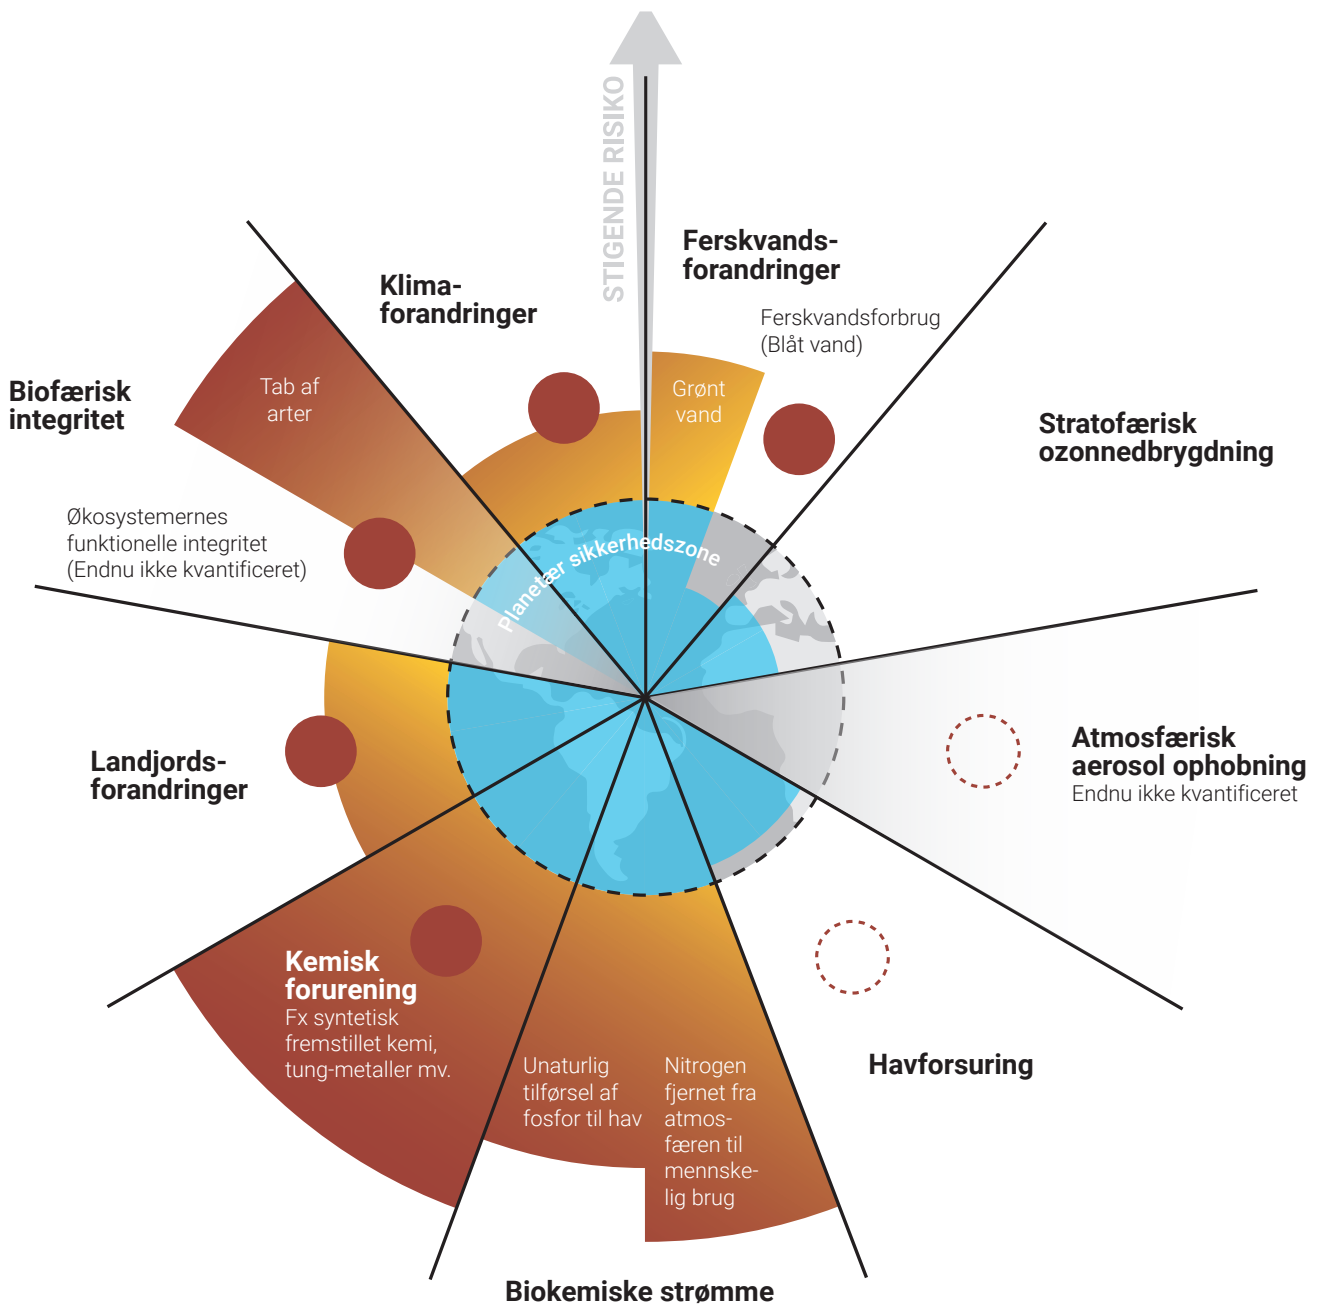 STIGENDE RISIKO
Ferskvands-
forandringer
Ferskvandsforbrug
(Blåt vand)
Grønt
vand
Klima-
forandringer
Biofærisk
integritet
Tab af
arter
Økosystemernes
funktionelle integritet
(Endnu ikke kvantificeret)
Planetær sikkerhedszone
Stratofærisk
ozonnedbrygdning
Atmosfærisk
aerosol ophobning
Endnu ikke kvantificeret
Landjords-
forandringer
Kemisk
forurening
Fx syntetisk
fremstillet kemi,
tung-metaller mv.
Unaturlig
tilførsel af
fosfor til hav
Nitrogen
fjernet fra
atmos-
færen til
mennske-
lig brug
Havforsuring
Biokemiske strømme